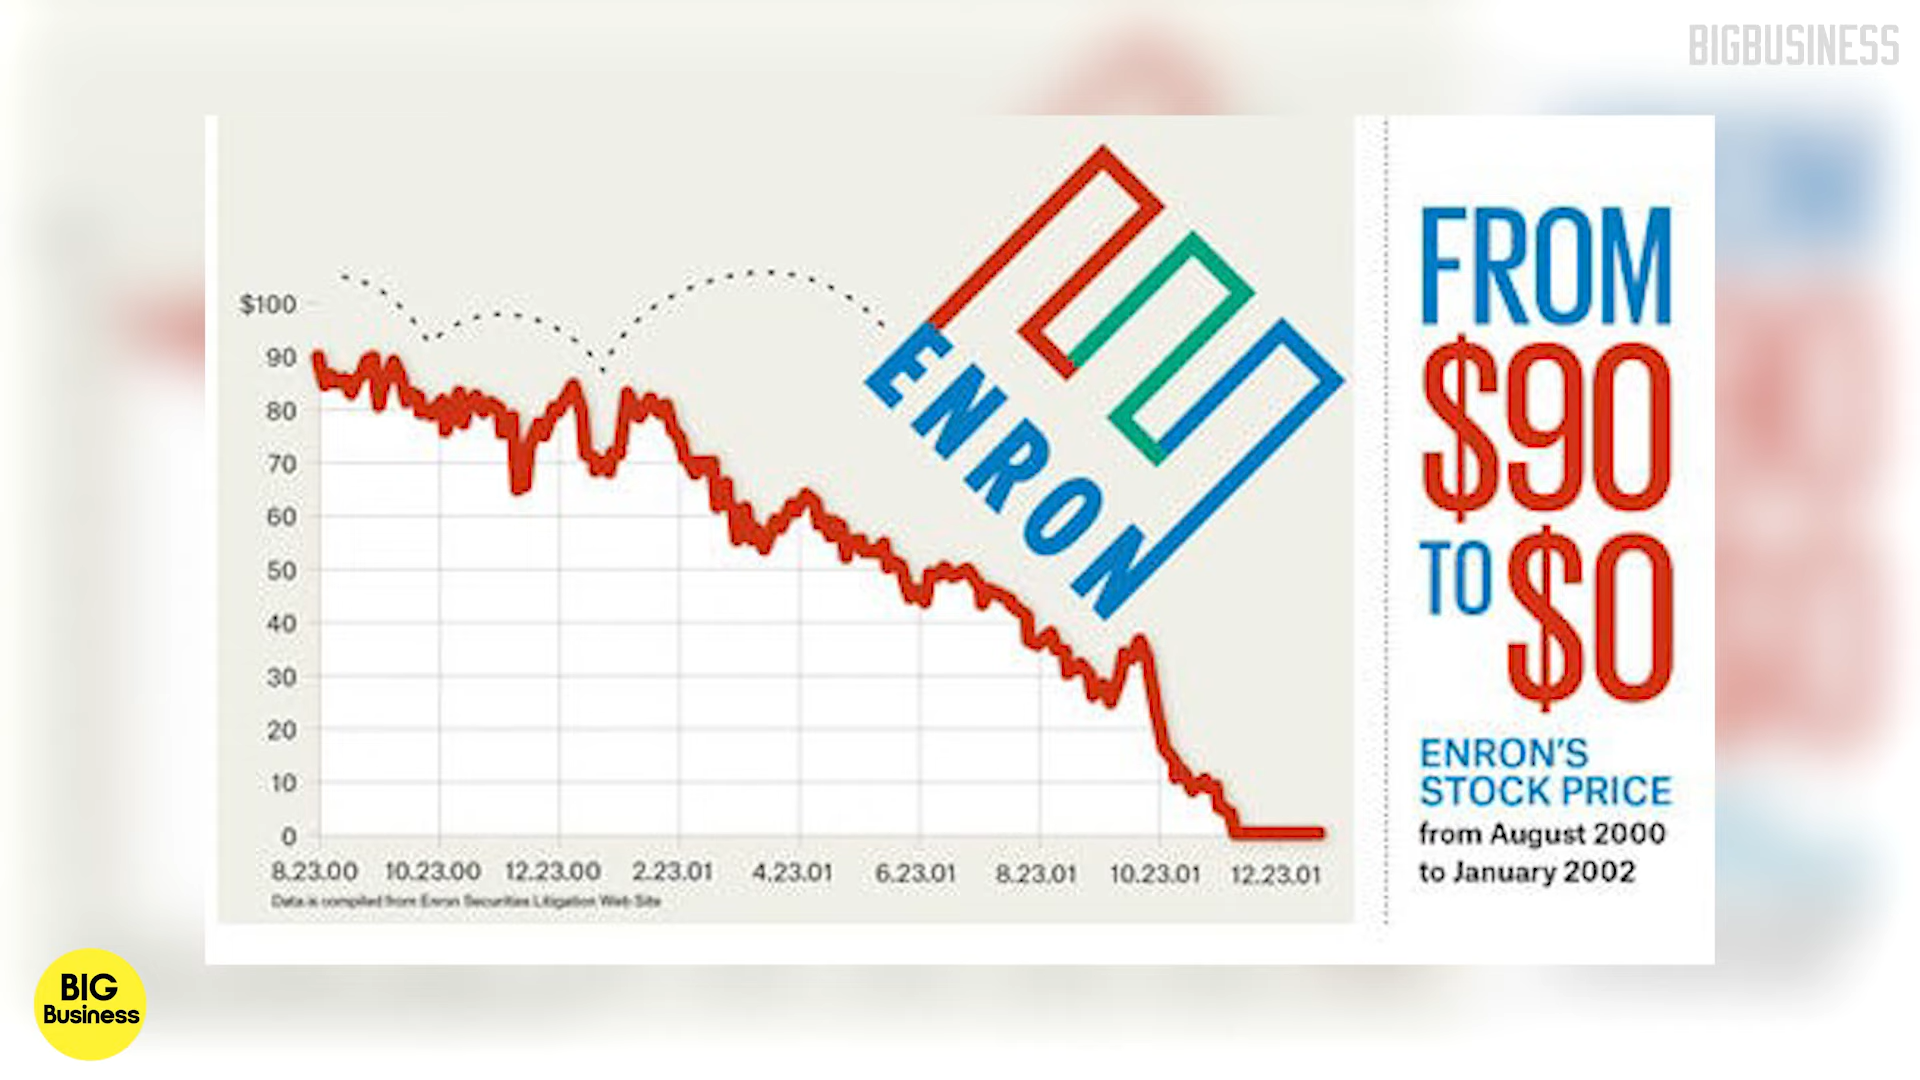 BIGBUSINESS
$100
90
80
70
60
50
40
30
20
10
0
8.23.00 10.23.00 12.23.00 2.23.01 4.23.01 6.23.01 8.23.01 10.23.01 12.23.01
Data is compiled from Enron Securities Litigation Web Site
ENRON
FROM
$90
TO $0
ENRON'S
STOCK PRICE
from August 2000
to January 2002
BIG
Business